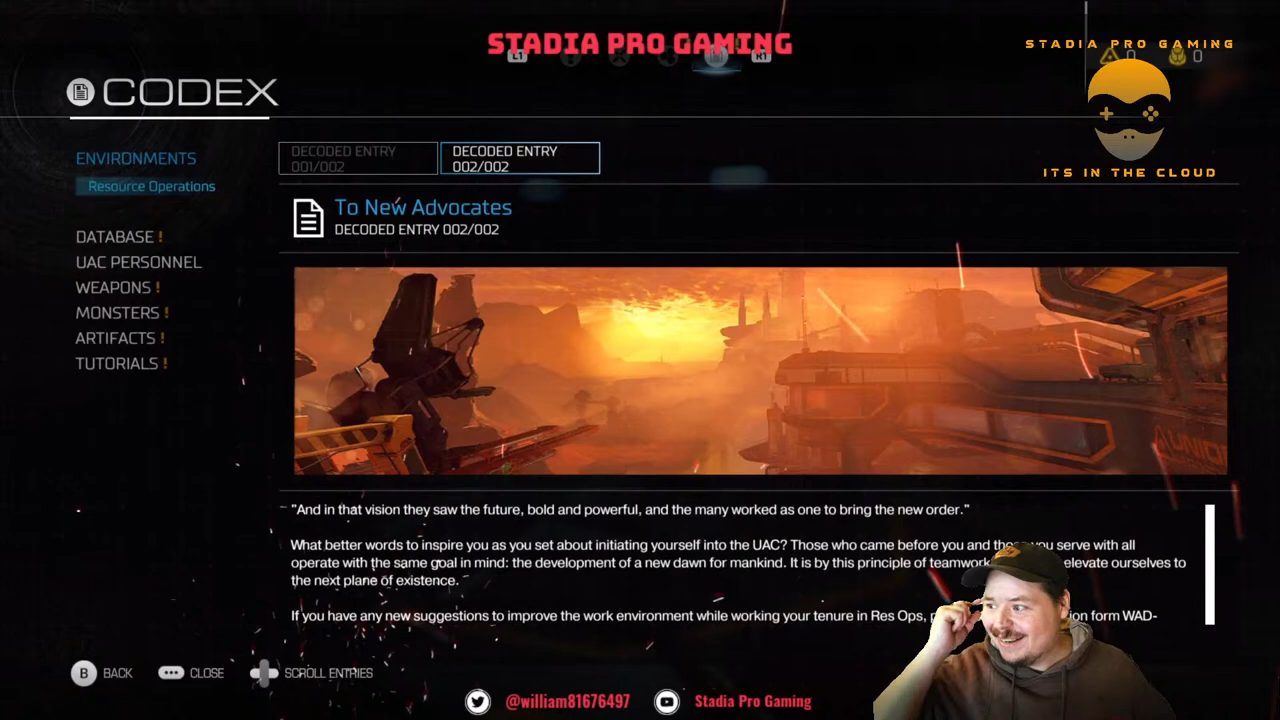 STADIA PRO GAMING
L1
R1
0
0
STADIA PRO GAMING
ITS IN THE CLOUD
CODEX
ENVIRONMENTS
Resource Operations
DATABASE !
UAC PERSONNEL
WEAPONS !
MONSTERS !
ARTIFACTS !
TUTORIALS !
DECODED ENTRY
001/002
DECODED ENTRY
002/002
To New Advocates
DECODED ENTRY 002/002
"And in that vision they saw the future, bold and powerful, and the many worked as one to bring the new order."
What better words to inspire you as you set about initiating yourself into the UAC? Those who came before you and you serve with all
operate with the same goal in mind: the development of a new dawn for mankind. It is by this principle of teamwork elevate ourselves to
the next plane of existence.
If you have any new suggestions to improve the work environment while working your tenure in Res Ops, form WAD-
B BACK
CLOSE
SCROLL ENTRIES
@william81676497
Stadia Pro Gaming